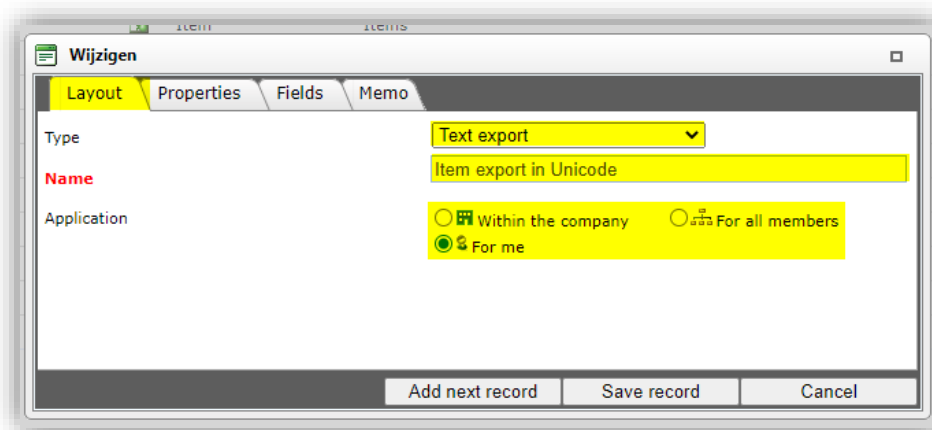 Item Items
Wijzigen
Layout Properties Fields Memo
Type Text export
Name Item export in Unicode
Application Within the company For all members
For me
Add next record Save record Cancel